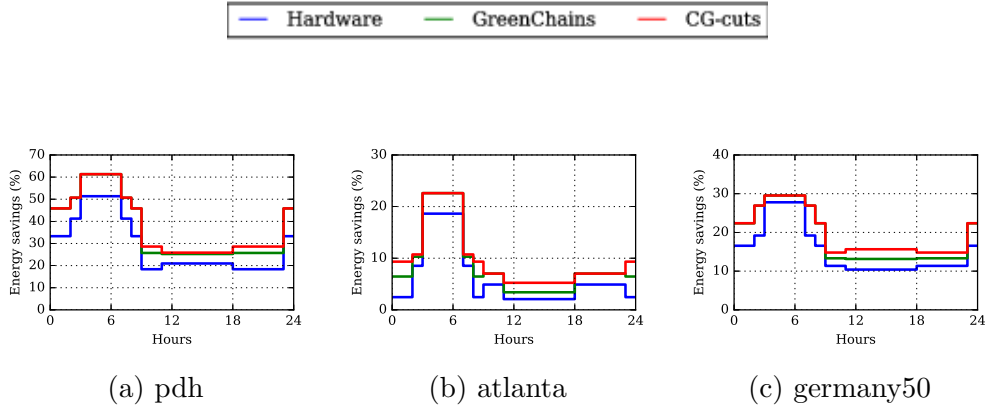 Hardware GreenChains CG-cuts
Energy savings (%)
70
60
50
40
30
20
10
0
0 6 12 18 24
Hours
(a) pdh
Energy savings (%)
30
20
10
0
0 6 12 18 24
Hours
(b) atlanta
Energy savings (%)
40
30
20
10
0
0 6 12 18 24
Hours
(c) germany50